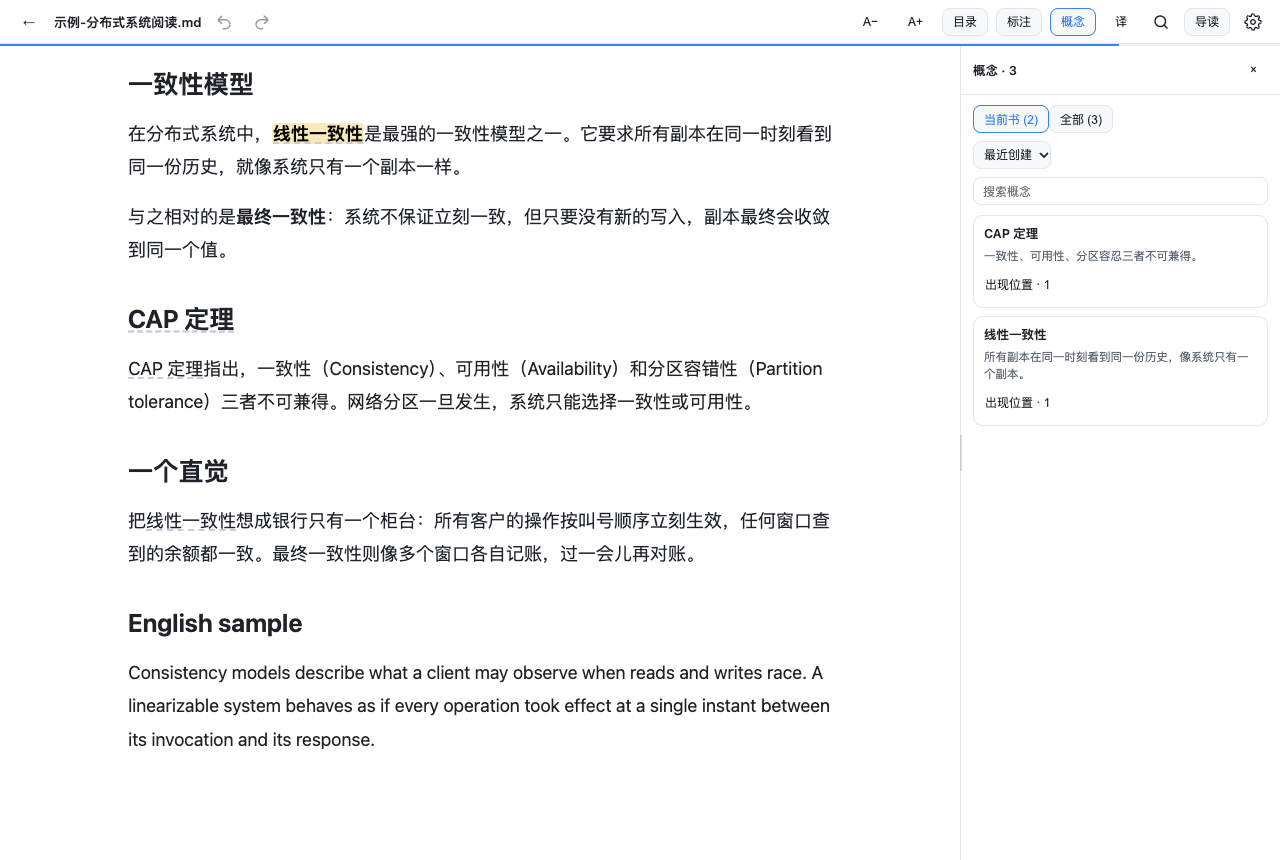 ← 示例-分布式系统阅读.md
A− A+ 目录 标注 概念 译 导读
一致性模型
在分布式系统中，线性一致性是最强的一致性模型之一。它要求所有副本在同一时刻看到
同一份历史，就像系统只有一个副本一样。
与之相对的是最终一致性：系统不保证立刻一致，但只要没有新的写入，副本最终会收敛
到同一个值。
CAP 定理
CAP 定理指出，一致性（Consistency）、可用性（Availability）和分区容错性（Partition
tolerance）三者不可兼得。网络分区一旦发生，系统只能选择一致性或可用性。
一个直觉
把线性一致性想成银行只有一个柜台：所有客户的操作按叫号顺序立刻生效，任何窗口查
到的余额都一致。最终一致性则像多个窗口各自记账，过一会儿再对账。
English sample
Consistency models describe what a client may observe when reads and writes race. A
linearizable system behaves as if every operation took effect at a single instant between
its invocation and its response.
概念 · 3 ×
当前书 (2) 全部 (3)
最近创建
搜索概念
CAP 定理
一致性、可用性、分区容忍三者不可兼得。
出现位置 · 1
线性一致性
所有副本在同一时刻看到同一份历史，像系统只有一
个副本。
出现位置 · 1